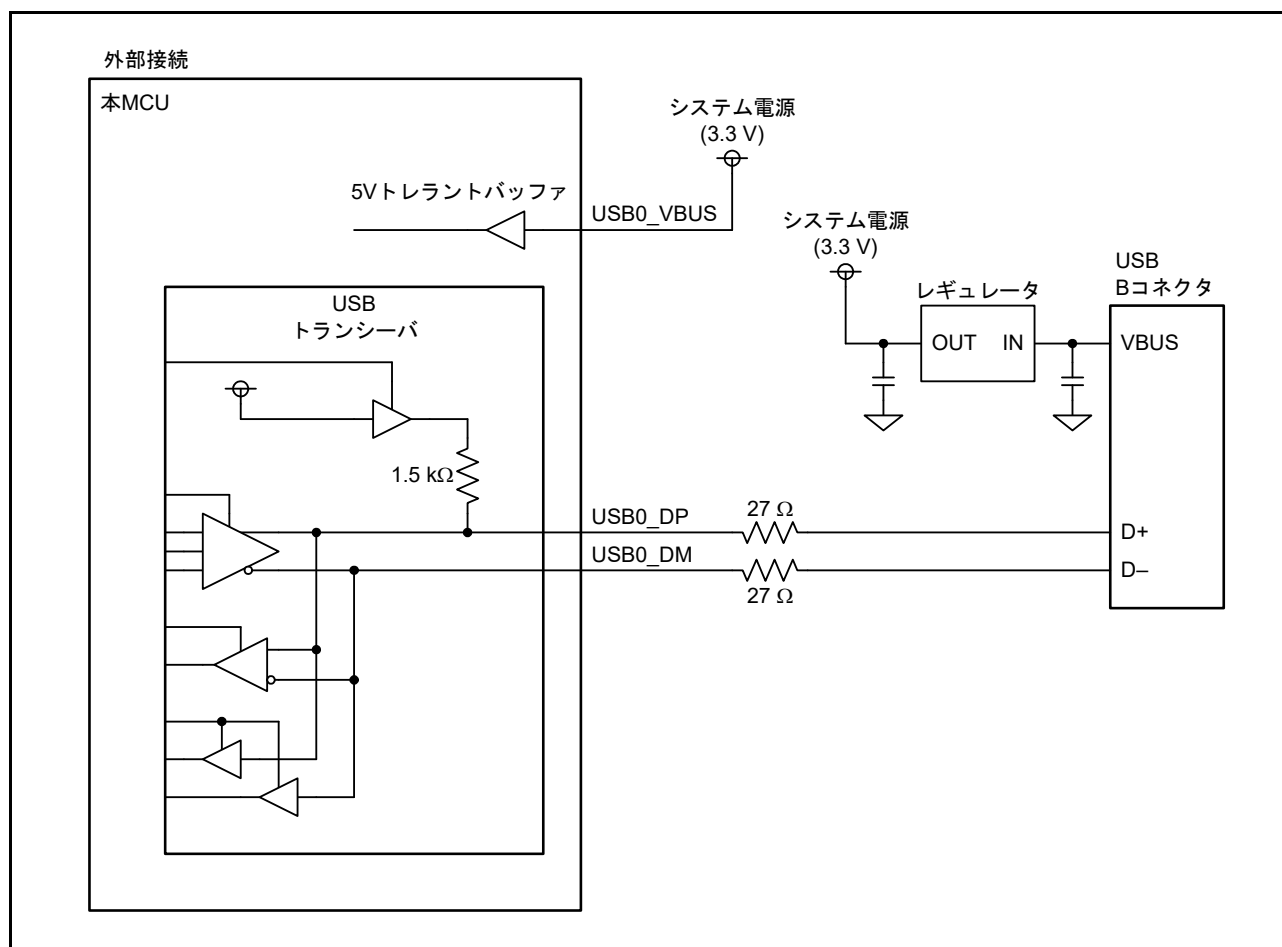 外部接続
本MCU
システム電源
(3.3 V)
5Vトレラントバッファ
USB0_VBUS
システム電源
(3.3 V)
USB
Bコネクタ
レギュレータ
OUT IN
VBUS
USB
トランシーバ
1.5 kΩ
USB0_DP
27 Ω
D+
USB0_DM
27 Ω
D–